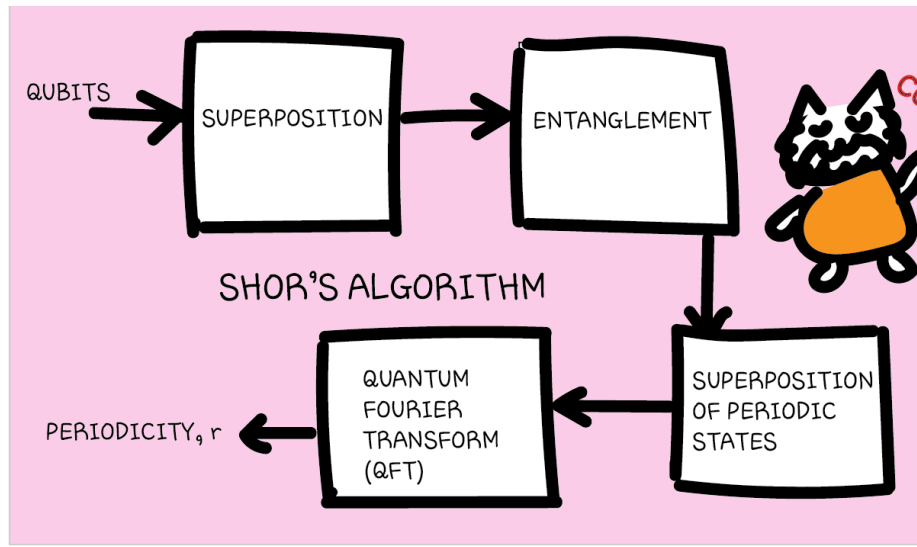 QUBITS
SUPERPOSITION
ENTANGLEMENT
SHOR'S ALGORITHM
SUPERPOSITION
OF PERIODIC
STATES
QUANTUM
FOURIER
TRANSFORM
(QFT)
PERIODICITY, r